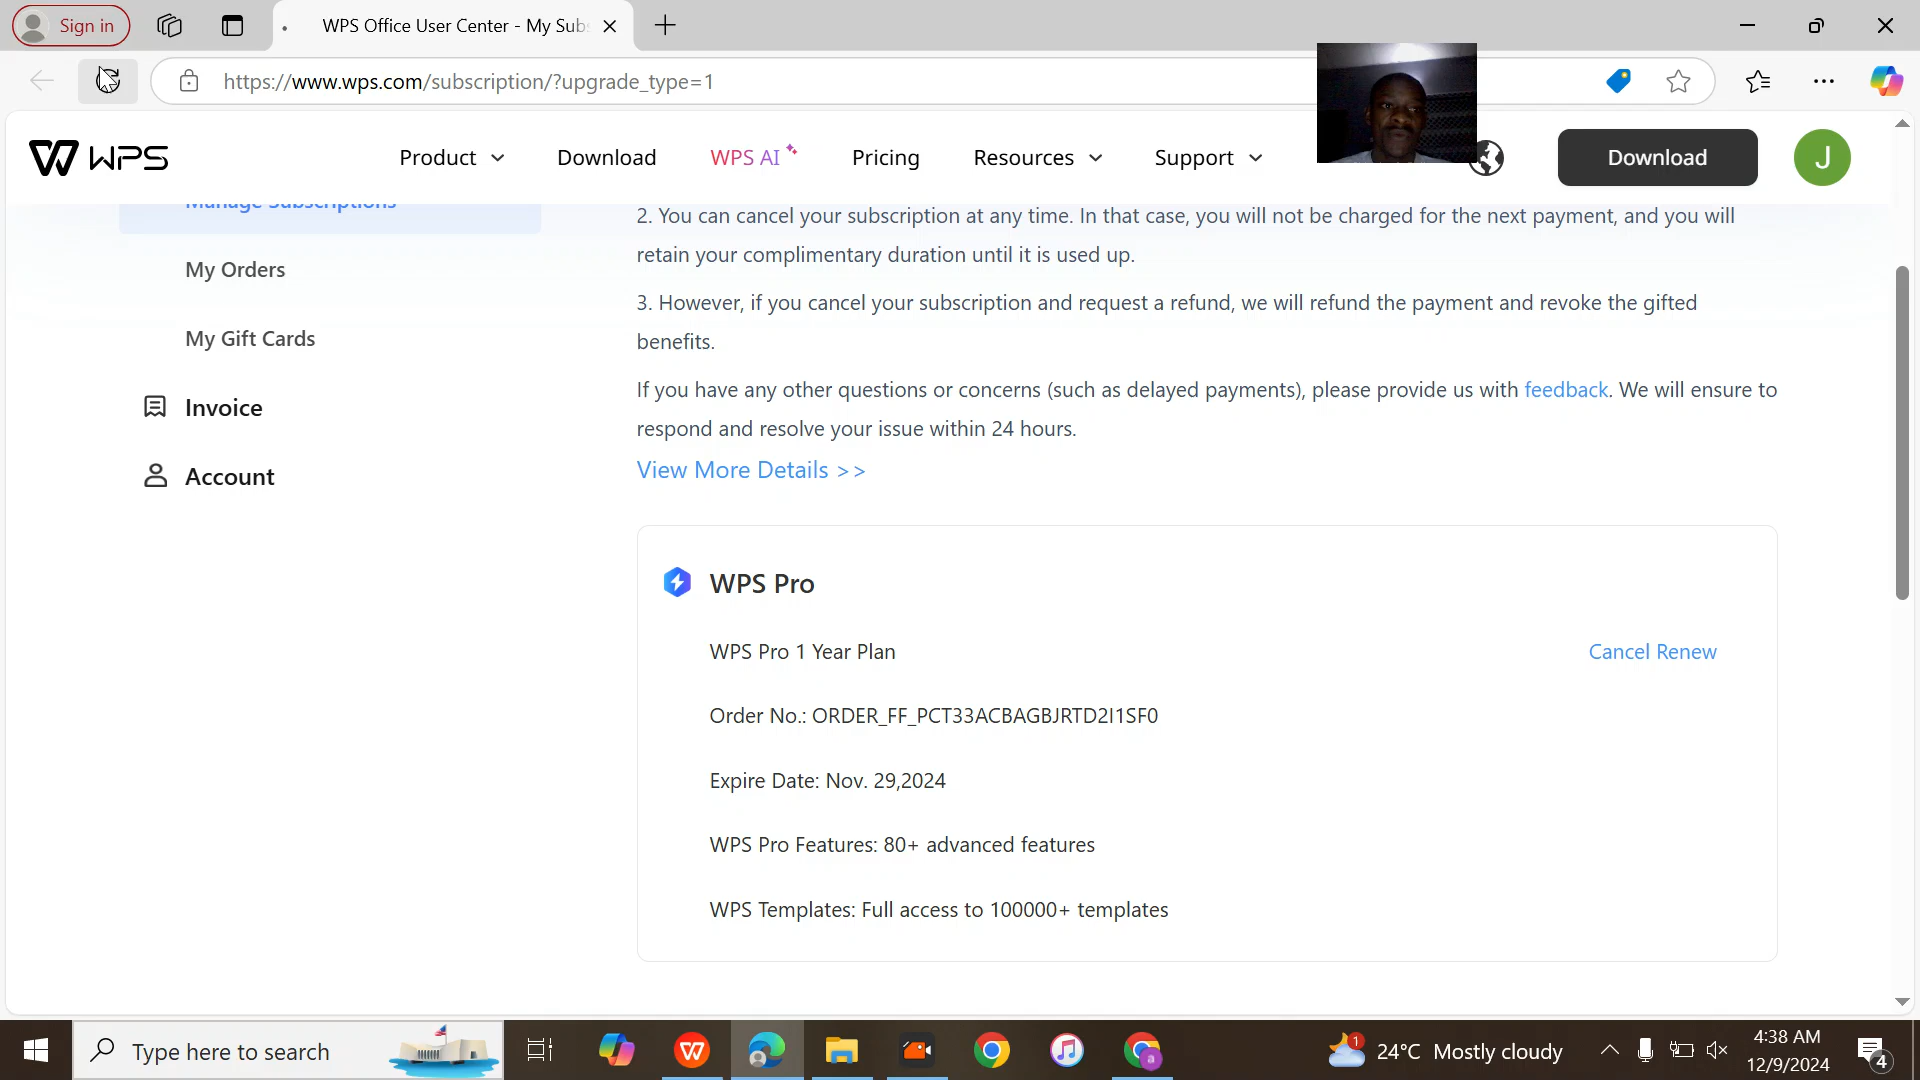 Sign in
WPS Office User Center - My Sub
https://www.wps.com/subscription/?upgrade_type=1
WPS
Product
Download
WPS AI
Pricing
Resources
Support
Download
J
Manage Subscriptions
My Orders
My Gift Cards
Invoice
Account
2. You can cancel your subscription at any time. In that case, you will not be charged for the next payment, and you will
retain your complimentary duration until it is used up.
3. However, if you cancel your subscription and request a refund, we will refund the payment and revoke the gifted
benefits.
If you have any other questions or concerns (such as delayed payments), please provide us with feedback. We will ensure to
respond and resolve your issue within 24 hours.
View More Details >>
WPS Pro
WPS Pro 1 Year Plan
Cancel Renew
Order No.: ORDER_FF_PCT33ACBAGBJRTD2I1SF0
Expire Date: Nov. 29,2024
WPS Pro Features: 80+ advanced features
WPS Templates: Full access to 100000+ templates
Type here to search
a
1
24°C Mostly cloudy
4:38 AM
12/9/2024
4